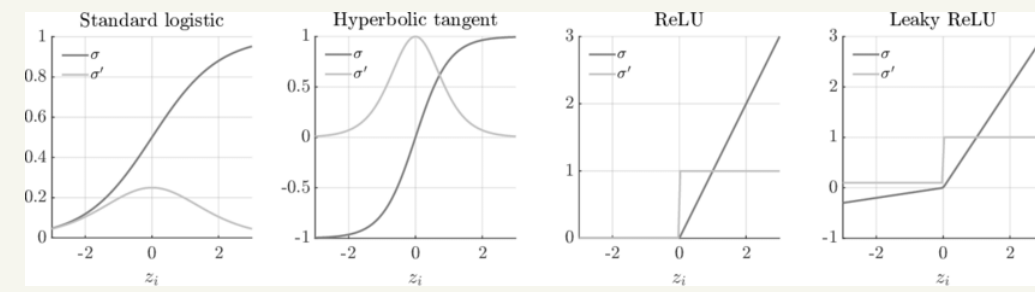 Standard logistic
1
0.8
0.6
0.4
0.2
0
-2
0
2
σ
σ′
z_i
Hyperbolic tangent
1
0.5
0
-0.5
-1
-2
0
2
σ
σ′
z_i
ReLU
3
2
1
0
-2
0
2
σ
σ′
z_i
Leaky ReLU
3
2
1
0
-1
-2
0
2
σ
σ′
z_i